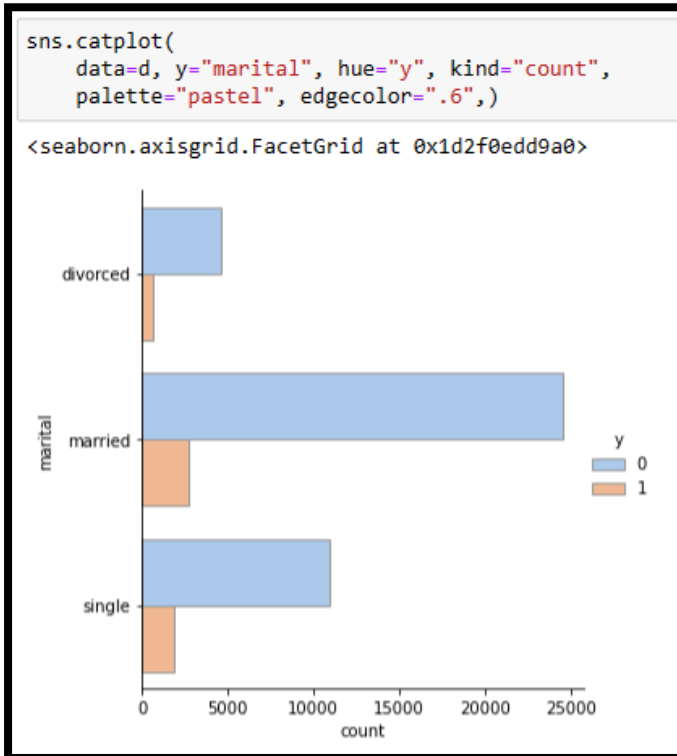 sns.catplot(
    data=d, y="marital", hue="y", kind="count",
    palette="pastel", edgecolor=".6",)
<seaborn.axisgrid.FacetGrid at 0x1d2f0edd9a0>
divorced
married
single
marital
y
0
1
0 5000 10000 15000 20000 25000
count